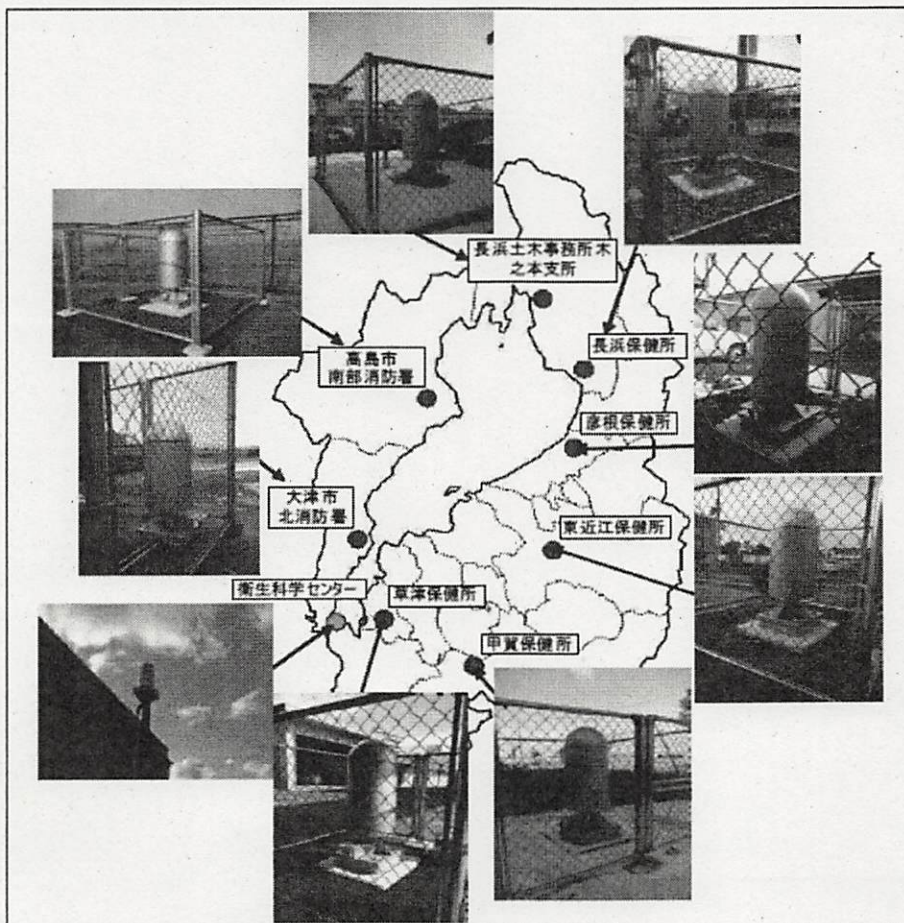 長浜土木事務所木
之本支所
長浜保健所
高島市
南部消防署
彦根保健所
大津市
北消防署
東近江保健所
衛生科学センター
草津保健所
甲賀保健所